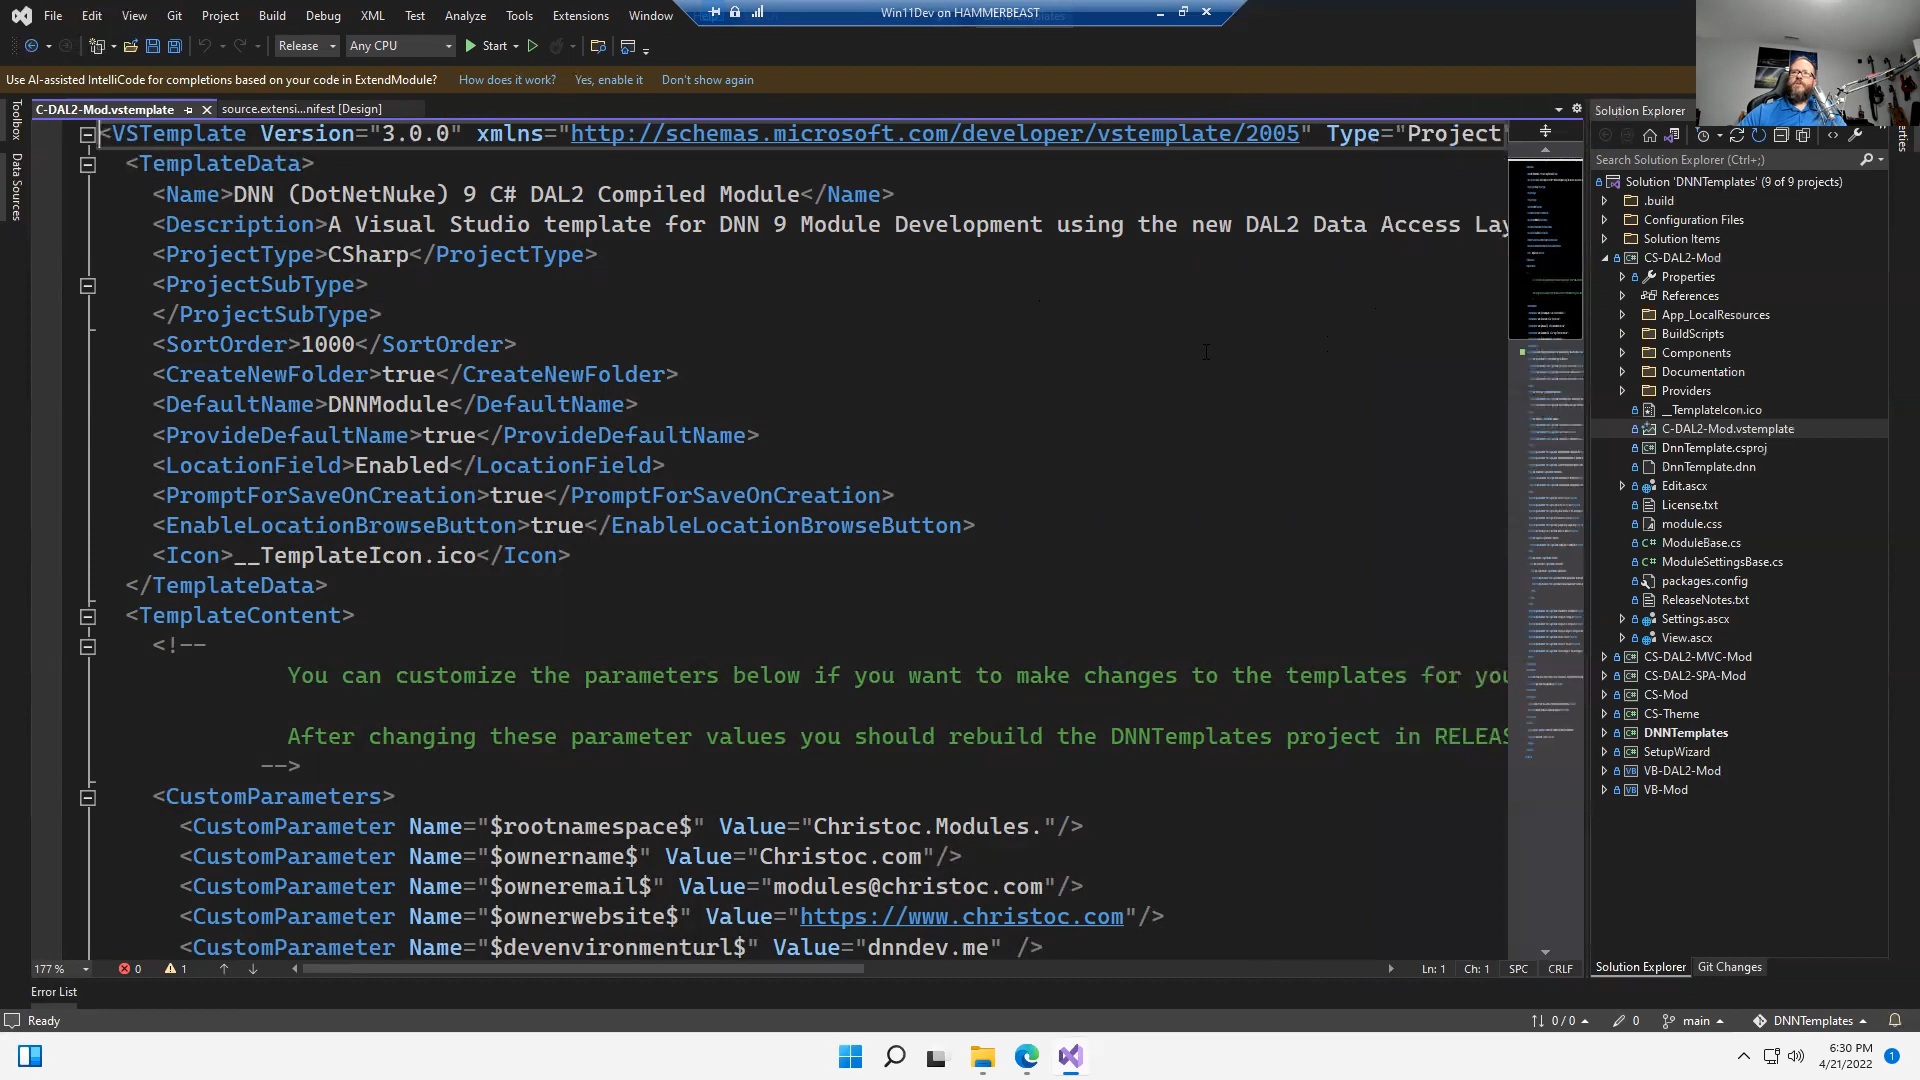 File Edit View Git Project Build Debug XML Test Analyze Tools Extensions Window
Win11Dev on HAMMERBEAST
Release Any CPU Start
Use AI-assisted IntelliCode for completions based on your code in ExtendModule? How does it work? Yes, enable it Don't show again
Toolbox
Data Sources
C-DAL2-Mod.vstemplate source.extensi...nifest [Design]
<VSTemplate Version="3.0.0" xmlns="http://schemas.microsoft.com/developer/vstemplate/2005" Type="Project
<TemplateData>
<Name>DNN (DotNetNuke) 9 C# DAL2 Compiled Module</Name>
<Description>A Visual Studio template for DNN 9 Module Development using the new DAL2 Data Access Lay
<ProjectType>CSharp</ProjectType>
<ProjectSubType>
</ProjectSubType>
<SortOrder>1000</SortOrder>
<CreateNewFolder>true</CreateNewFolder>
<DefaultName>DNNModule</DefaultName>
<ProvideDefaultName>true</ProvideDefaultName>
<LocationField>Enabled</LocationField>
<PromptForSaveOnCreation>true</PromptForSaveOnCreation>
<EnableLocationBrowseButton>true</EnableLocationBrowseButton>
<Icon>__TemplateIcon.ico</Icon>
</TemplateData>
<TemplateContent>
<!--
You can customize the parameters below if you want to make changes to the templates for you
After changing these parameter values you should rebuild the DNNTemplates project in RELEAS
-->
<CustomParameters>
<CustomParameter Name="$rootnamespace$" Value="Christoc.Modules."/>
<CustomParameter Name="$ownername$" Value="Christoc.com"/>
<CustomParameter Name="$owneremail$" Value="modules@christoc.com"/>
<CustomParameter Name="$ownerwebsite$" Value="https://www.christoc.com"/>
<CustomParameter Name="$devenvironmenturl$" Value="dnndev.me" />
177 % 0 1 Ln: 1 Ch: 1 SPC CRLF
Error List
Ready
Solution Explorer
Search Solution Explorer (Ctrl+;)
Solution 'DNNTemplates' (9 of 9 projects)
.build
Configuration Files
Solution Items
CS-DAL2-Mod
Properties
References
App_LocalResources
BuildScripts
Components
Documentation
Providers
__TemplateIcon.ico
C-DAL2-Mod.vstemplate
DnnTemplate.csproj
DnnTemplate.dnn
Edit.ascx
License.txt
module.css
ModuleBase.cs
ModuleSettingsBase.cs
packages.config
ReleaseNotes.txt
Settings.ascx
View.ascx
CS-DAL2-MVC-Mod
CS-DAL2-SPA-Mod
CS-Mod
CS-Theme
DNNTemplates
SetupWizard
VB-DAL2-Mod
VB-Mod
Solution Explorer Git Changes
0 / 0 0 main DNNTemplates
6:30 PM
4/21/2022
1